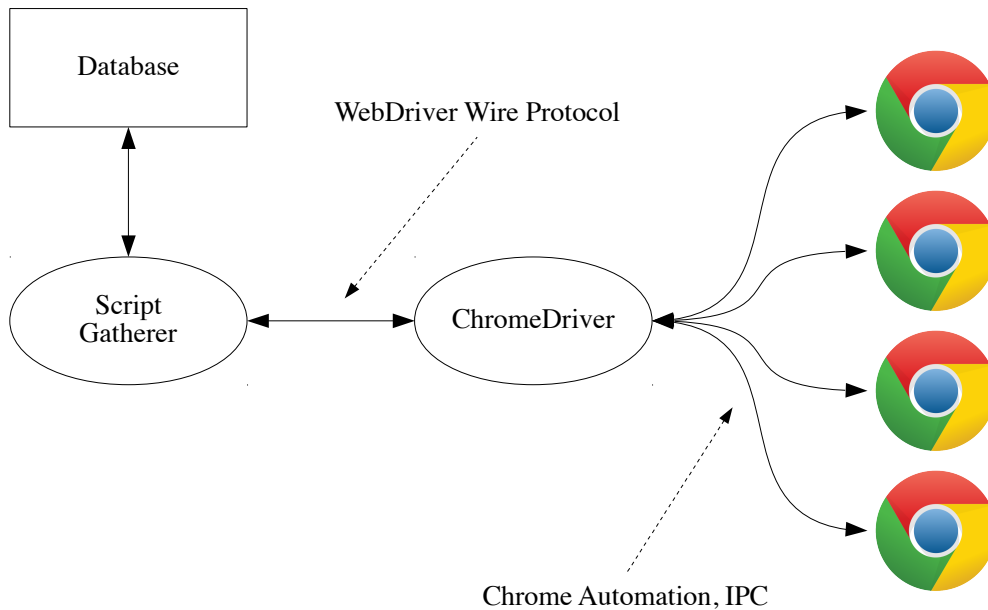 Database
WebDriver Wire Protocol
Script
Gatherer
ChromeDriver
Chrome Automation, IPC